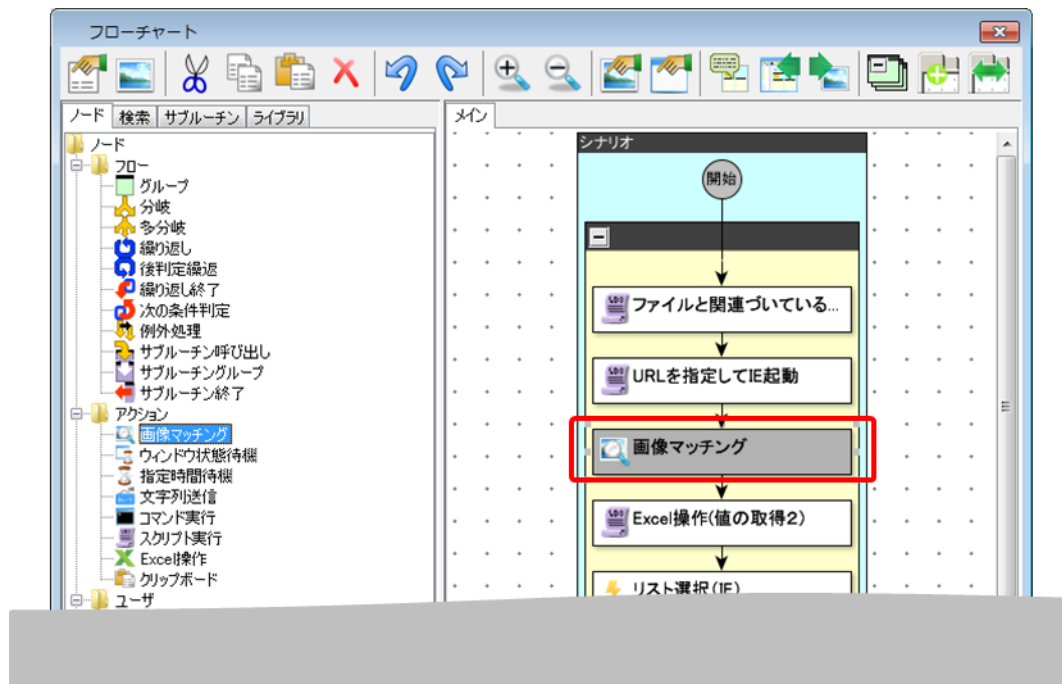 フローチャート
ノード 検索 サブルーチン ライブラリ
ノード
フロー
グループ
分岐
多分岐
繰り返し
後判定繰返
繰り返し終了
次の条件判定
例外処理
サブルーチン呼び出し
サブルーチングループ
サブルーチン終了
アクション
画像マッチング
ウィンドウ状態待機
指定時間待機
文字列送信
コマンド実行
スクリプト実行
Excel操作
クリップボード
ユーザ
メイン
シナリオ
開始
ファイルと関連づいている...
URLを指定してIE起動
画像マッチング
Excel操作(値の取得2)
リスト選択(IE)